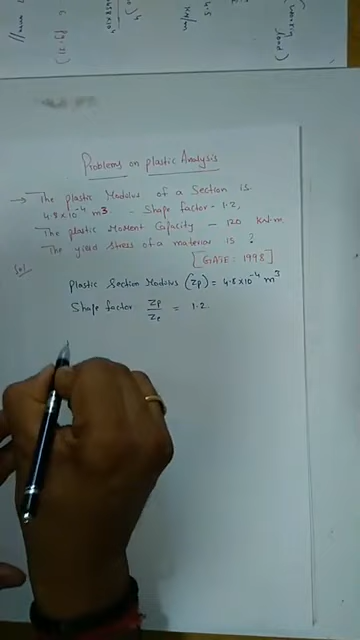 Problems on plastic Analysis
→ The plastic Modulus of a Section is
4.8×10⁻⁴ m³. - Shape factor - 1.2,
The plastic Moment Capacity - 120 kN.m
The yield stress of a material is ?
[GATE: 1998]
Sol
Plastic Section Modulus (Zp) = 4.8×10⁻⁴ m³
Shape factor Zp/Ze = 1.2.